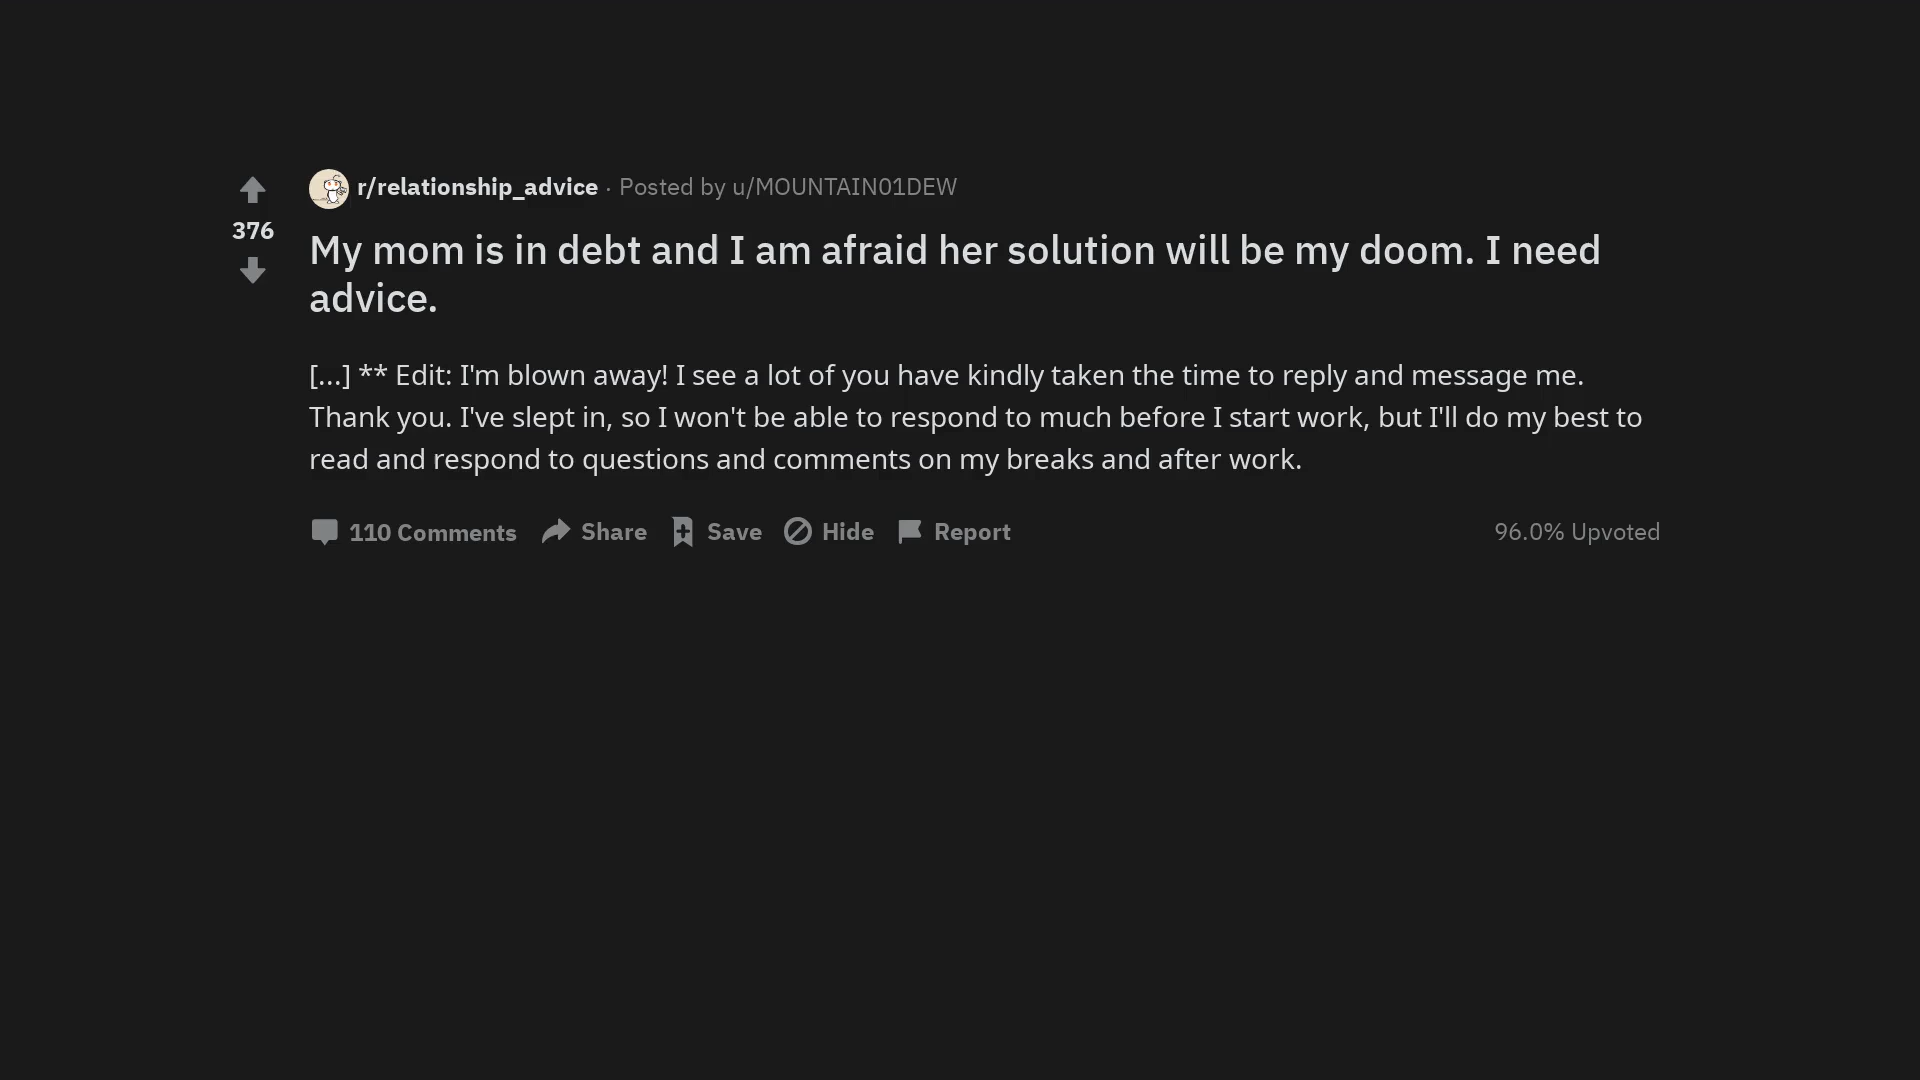 r/relationship_advice · Posted by u/MOUNTAIN01DEW
376
My mom is in debt and I am afraid her solution will be my doom. I need
advice.
[...] ** Edit: I'm blown away! I see a lot of you have kindly taken the time to reply and message me.
Thank you. I've slept in, so I won't be able to respond to much before I start work, but I'll do my best to
read and respond to questions and comments on my breaks and after work.
110 Comments Share Save Hide Report 96.0% Upvoted